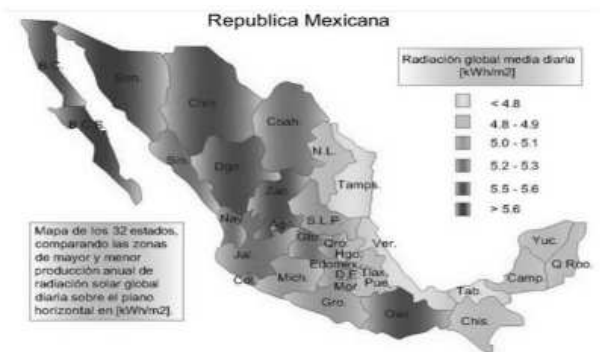 Republica Mexicana
Radiación global media diaria
[kWh/m2]
< 4.8
4.8 - 4.9
5.0 - 5.1
5.2 - 5.3
5.5 - 5.6
> 5.6
B.C.
Son.
Chih.
Coah.
B.C.S.
N.L.
Sin.
Dgo.
Tamps.
Zac.
Nay.
Ags.
S.L.P.
Gto.
Qro.
Ver.
Yuc.
Hgo.
Q.Roo.
Jal.
Edomex.
Camp.
D.F.
Tlax.
Col.
Mich.
Mor.
Pue.
Tab.
Gro.
Oax.
Chis.
Mapa de los 32 estados,
comparando las zonas
de mayor y menor
producción anual de
radiación solar global
diaria sobre el plano
horizontal en [kWh/m2].